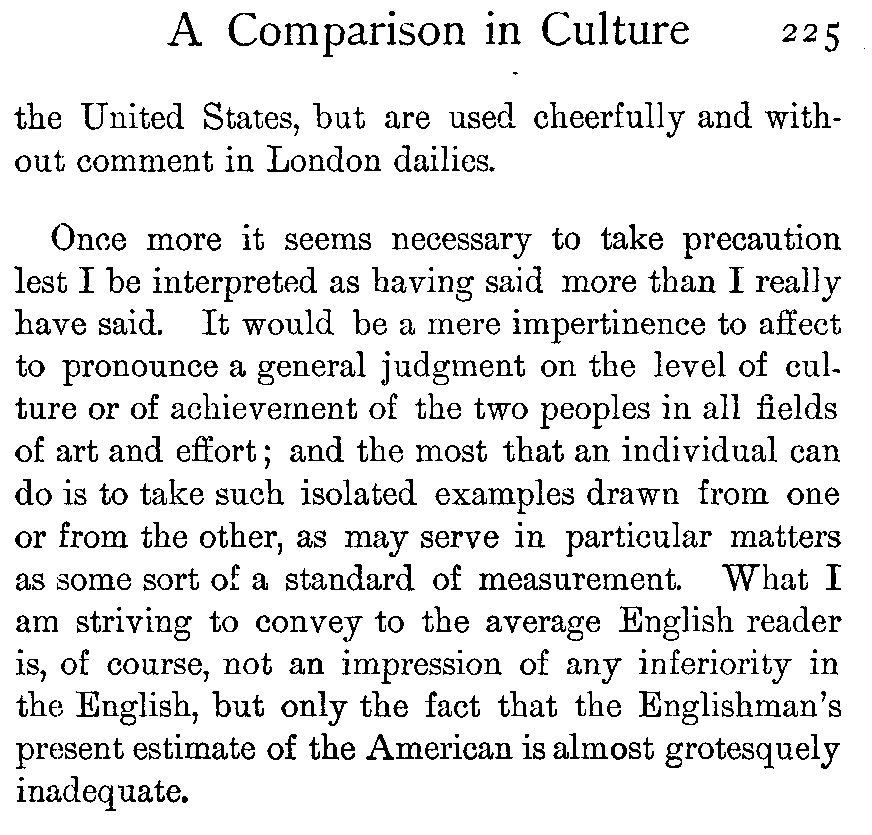 A Comparison in Culture 225
the United States, but are used cheerfully and with-
out comment in London dailies.
Once more it seems necessary to take precaution
lest I be interpreted as having said more than I really
have said. It would be a mere impertinence to affect
to pronounce a general judgment on the level of cul-
ture or of achievement of the two peoples in all fields
of art and effort; and the most that an individual can
do is to take such isolated examples drawn from one
or from the other, as may serve in particular matters
as some sort of a standard of measurement. What I
am striving to convey to the average English reader
is, of course, not an impression of any inferiority in
the English, but only the fact that the Englishman's
present estimate of the American is almost grotesquely
inadequate.